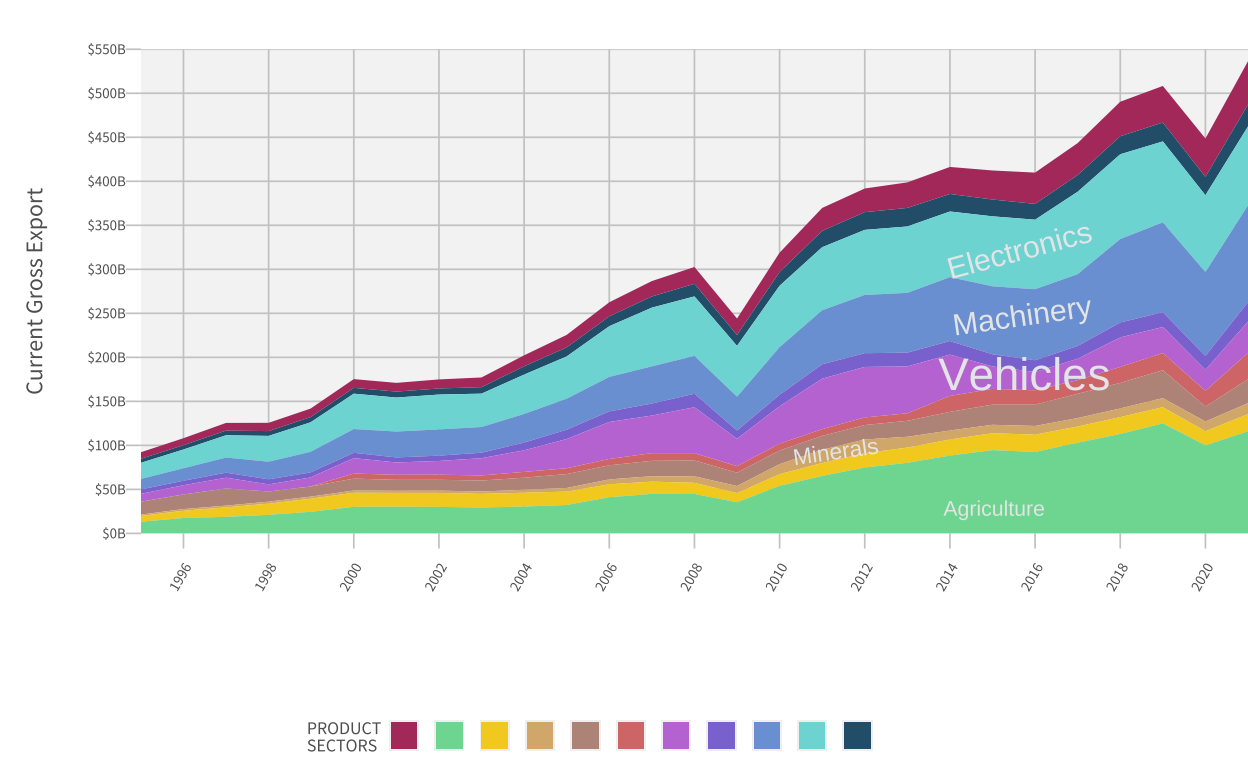 $550B
$500B
$450B
$400B
$350B
$300B
$250B
$200B
$150B
$100B
$50B
$0B
Current Gross Export
Electronics
Machinery
Vehicles
Minerals
Agriculture
1996
1998
2000
2002
2004
2006
2008
2010
2012
2014
2016
2018
2020
PRODUCT
SECTORS